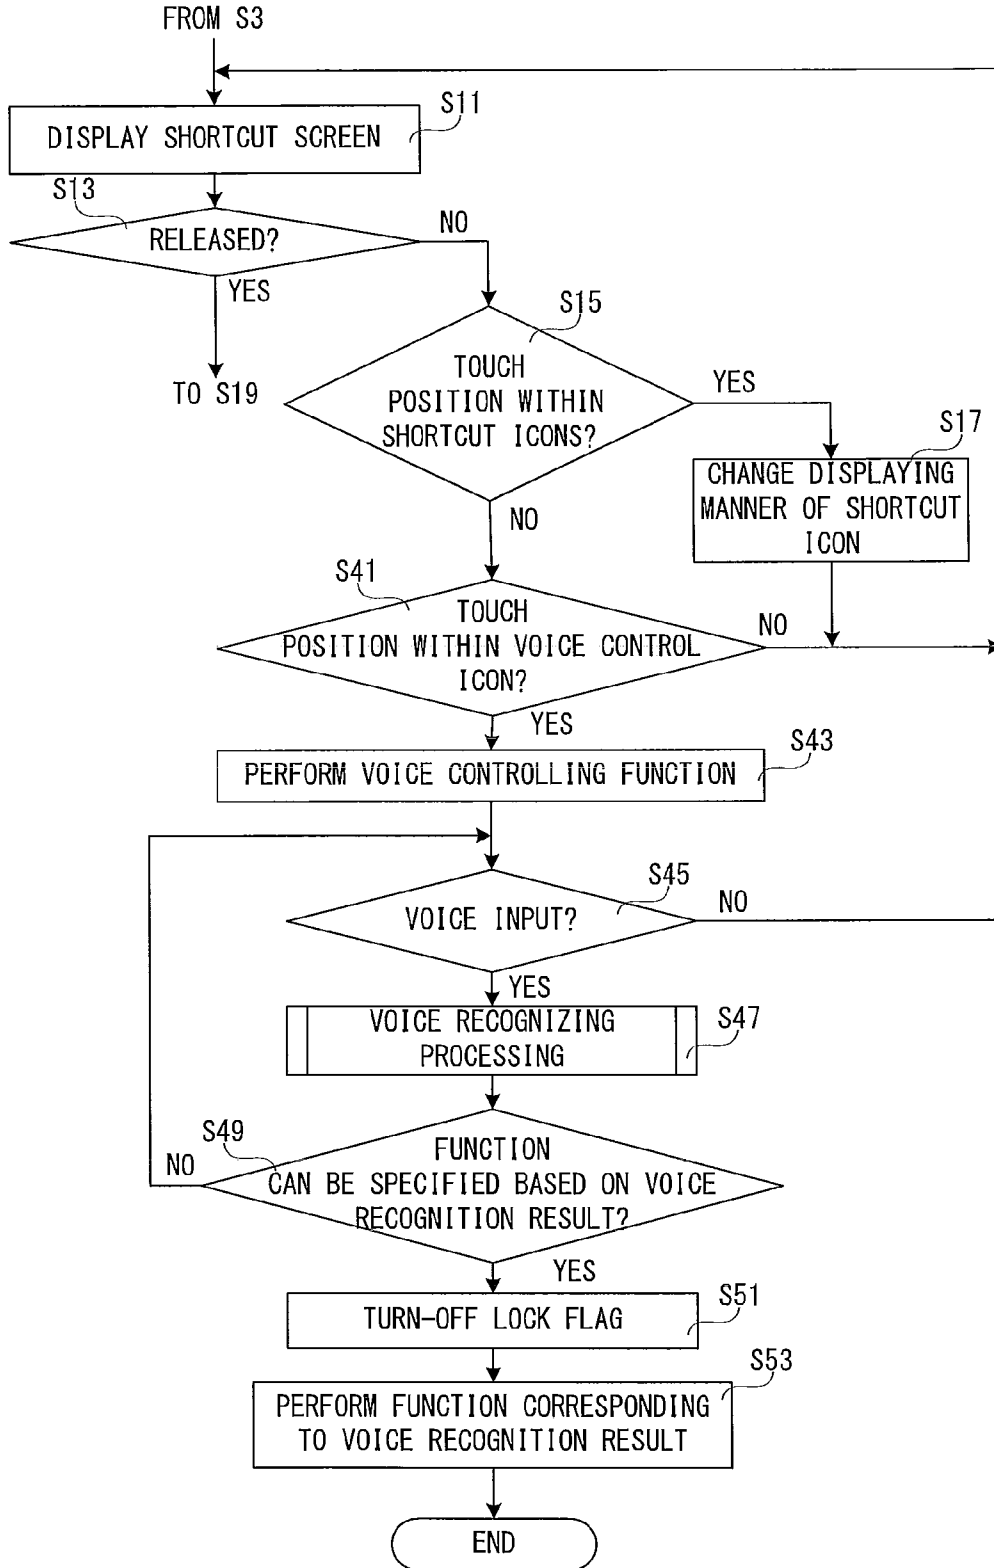 FROM S3
S11
DISPLAY SHORTCUT SCREEN
S13
RELEASED?
NO
YES
TO S19
S15
TOUCH
POSITION WITHIN
SHORTCUT ICONS?
YES
NO
S17
CHANGE DISPLAYING
MANNER OF SHORTCUT
ICON
S41
TOUCH
POSITION WITHIN VOICE CONTROL
ICON?
NO
YES
S43
PERFORM VOICE CONTROLLING FUNCTION
S45
VOICE INPUT?
NO
YES
S47
VOICE RECOGNIZING
PROCESSING
S49
NO
FUNCTION
CAN BE SPECIFIED BASED ON VOICE
RECOGNITION RESULT?
YES
S51
TURN-OFF LOCK FLAG
S53
PERFORM FUNCTION CORRESPONDING
TO VOICE RECOGNITION RESULT
END